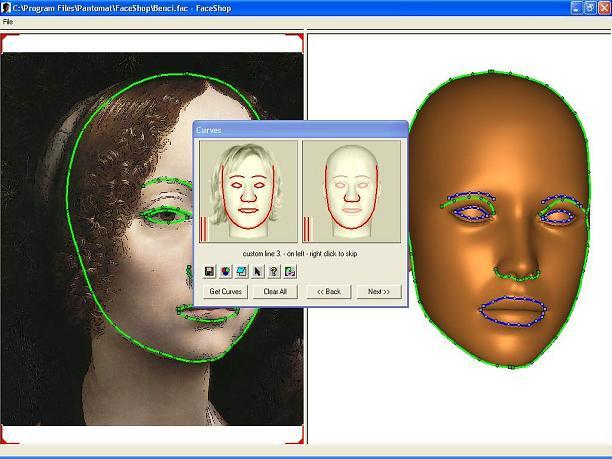 C:\Program Files\Pantomat\FaceShop\Benci.fac - FaceShop
File
Curves
custom line 3. - on left - right click to skip
Get Curves
Clear All
<< Back
Next >>